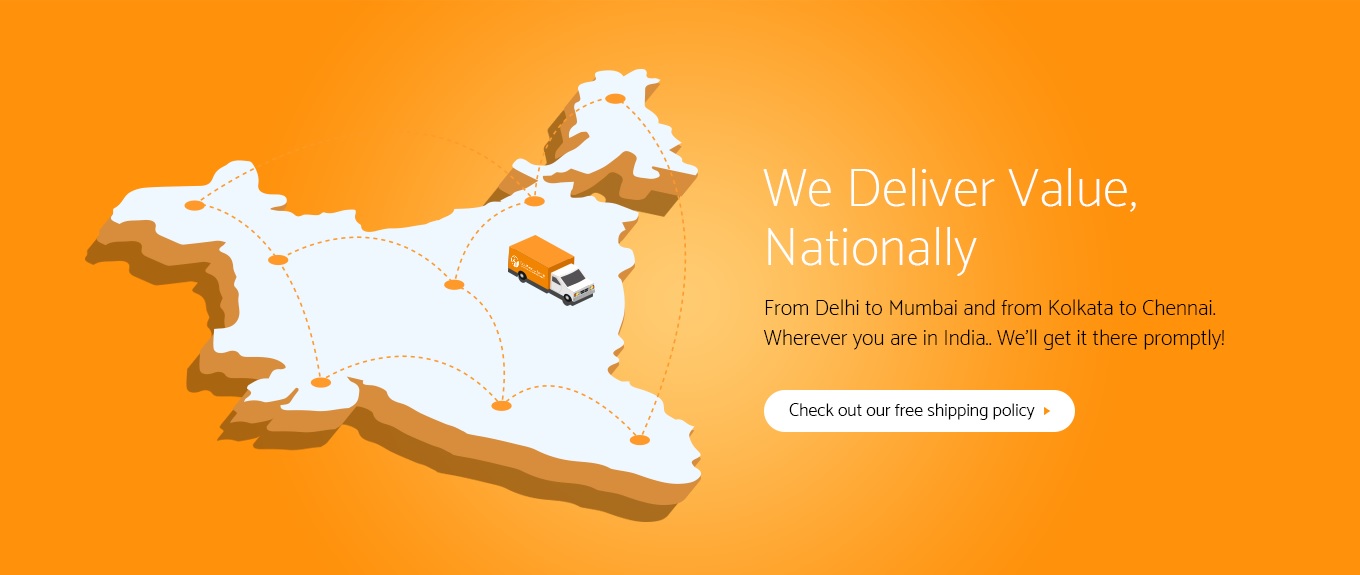 We Deliver Value,
Nationally
From Delhi to Mumbai and from Kolkata to Chennai.
Wherever you are in India.. We'll get it there promptly!
Check out our free shipping policy